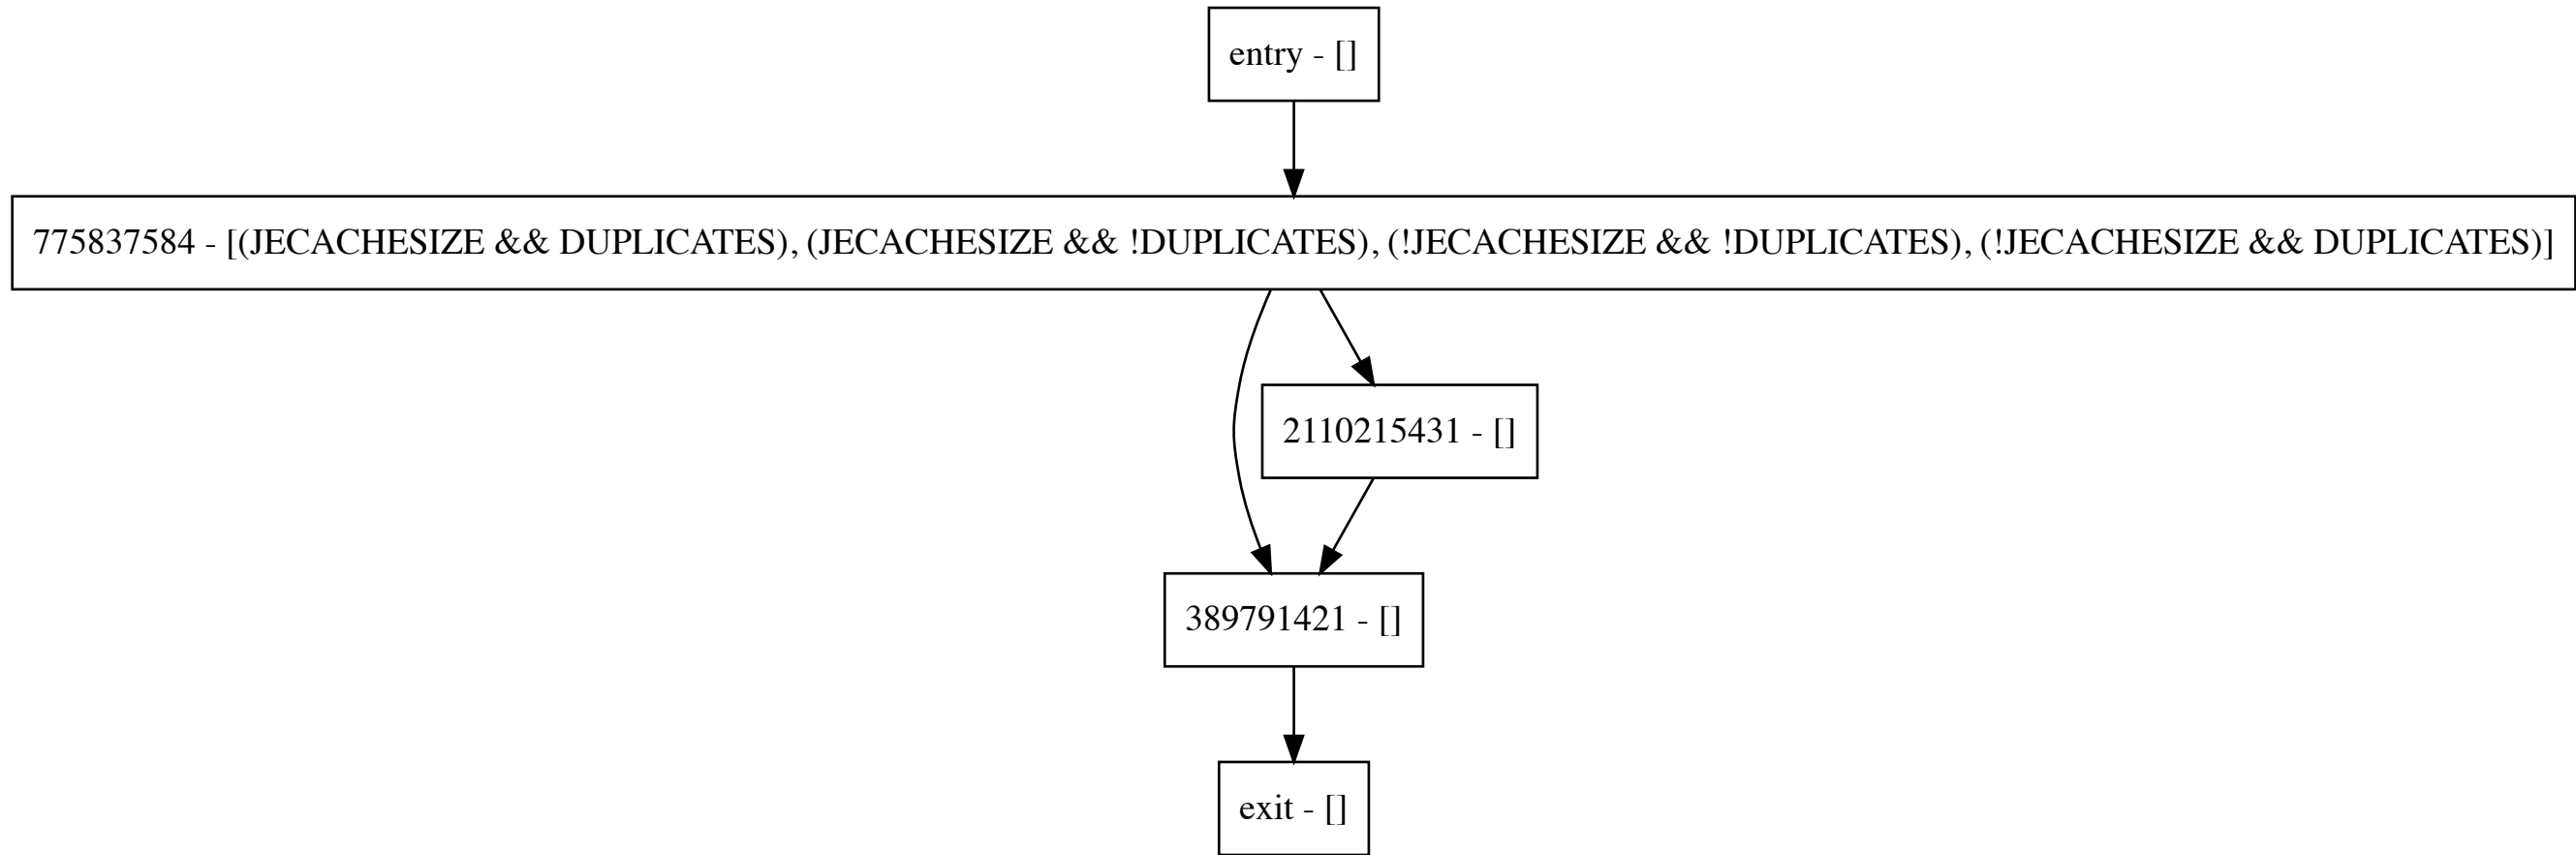 entry - []
775837584 - [(JECACHESIZE && DUPLICATES), (JECACHESIZE && !DUPLICATES), (!JECACHESIZE && !DUPLICATES), (!JECACHESIZE && DUPLICATES)]
2110215431 - []
389791421 - []
exit - []